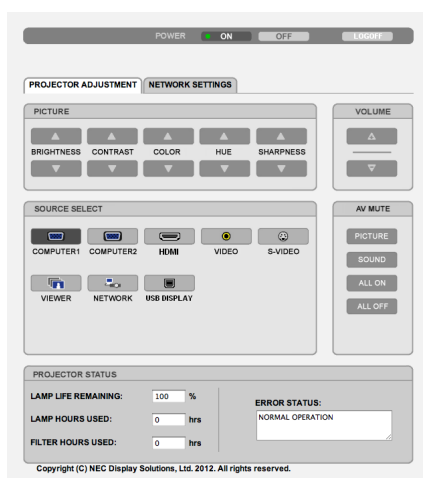 POWER ON OFF LOGOFF
PROJECTOR ADJUSTMENT NETWORK SETTINGS
PICTURE
BRIGHTNESS CONTRAST COLOR HUE SHARPNESS
VOLUME
SOURCE SELECT
COMPUTER1 COMPUTER2 HDMI VIDEO S-VIDEO
VIEWER NETWORK USB DISPLAY
AV MUTE
PICTURE
SOUND
ALL ON
ALL OFF
PROJECTOR STATUS
LAMP LIFE REMAINING: 100 %
LAMP HOURS USED: 0 hrs
FILTER HOURS USED: 0 hrs
ERROR STATUS:
NORMAL OPERATION
Copyright (C) NEC Display Solutions, Ltd. 2012. All rights reserved.